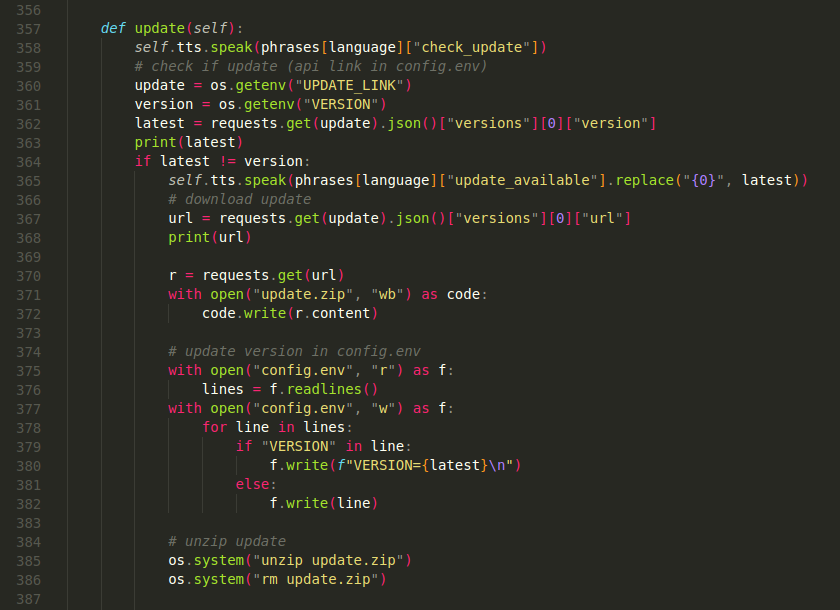 356
357 def update(self):
358 self.tts.speak(phrases[language]["check_update"])
359 # check if update (api link in config.env)
360 update = os.getenv("UPDATE_LINK")
361 version = os.getenv("VERSION")
362 latest = requests.get(update).json()["versions"][0]["version"]
363 print(latest)
364 if latest != version:
365 self.tts.speak(phrases[language]["update_available"].replace("{0}", latest))
366 # download update
367 url = requests.get(update).json()["versions"][0]["url"]
368 print(url)
369
370 r = requests.get(url)
371 with open("update.zip", "wb") as code:
372 code.write(r.content)
373
374 # update version in config.env
375 with open("config.env", "r") as f:
376 lines = f.readlines()
377 with open("config.env", "w") as f:
378 for line in lines:
379 if "VERSION" in line:
380 f.write(f"VERSION={latest}\n")
381 else:
382 f.write(line)
383
384 # unzip update
385 os.system("unzip update.zip")
386 os.system("rm update.zip")
387